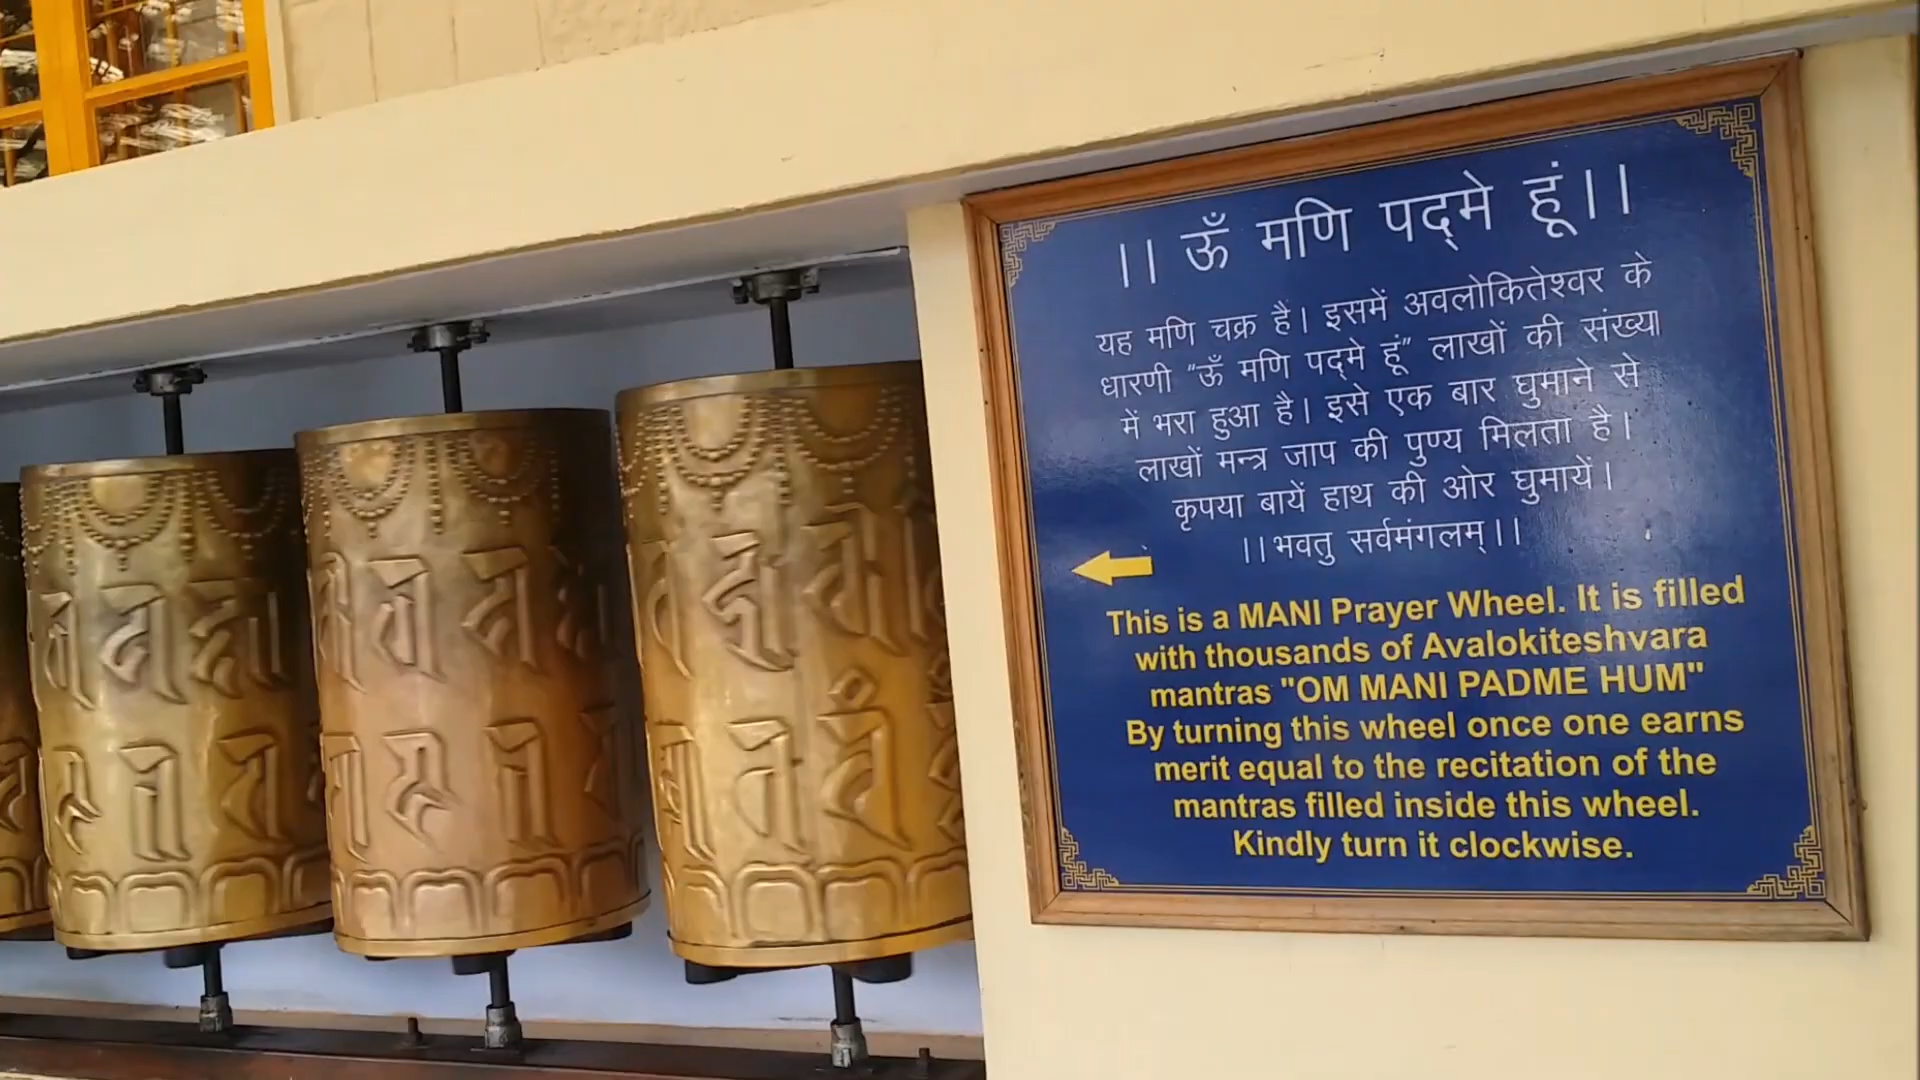 ।। ऊँ मणि पद्‌मे हूं।।
यह मणि चक्र है। इसमें अवलोकितेश्वर के
धारणी "ऊँ मणि पद्‌मे हूं" लाखों की संख्या
में भरा हुआ है। इसे एक बार घुमाने से
लाखों मन्त्र जाप की पुण्य मिलता है।
कृपया बायें हाथ की ओर घुमायें।
।।भवतु सर्वमंगलम्।।
This is a MANI Prayer Wheel. It is filled
with thousands of Avalokiteshvara
mantras "OM MANI PADME HUM"
By turning this wheel once one earns
merit equal to the recitation of the
mantras filled inside this wheel.
Kindly turn it clockwise.